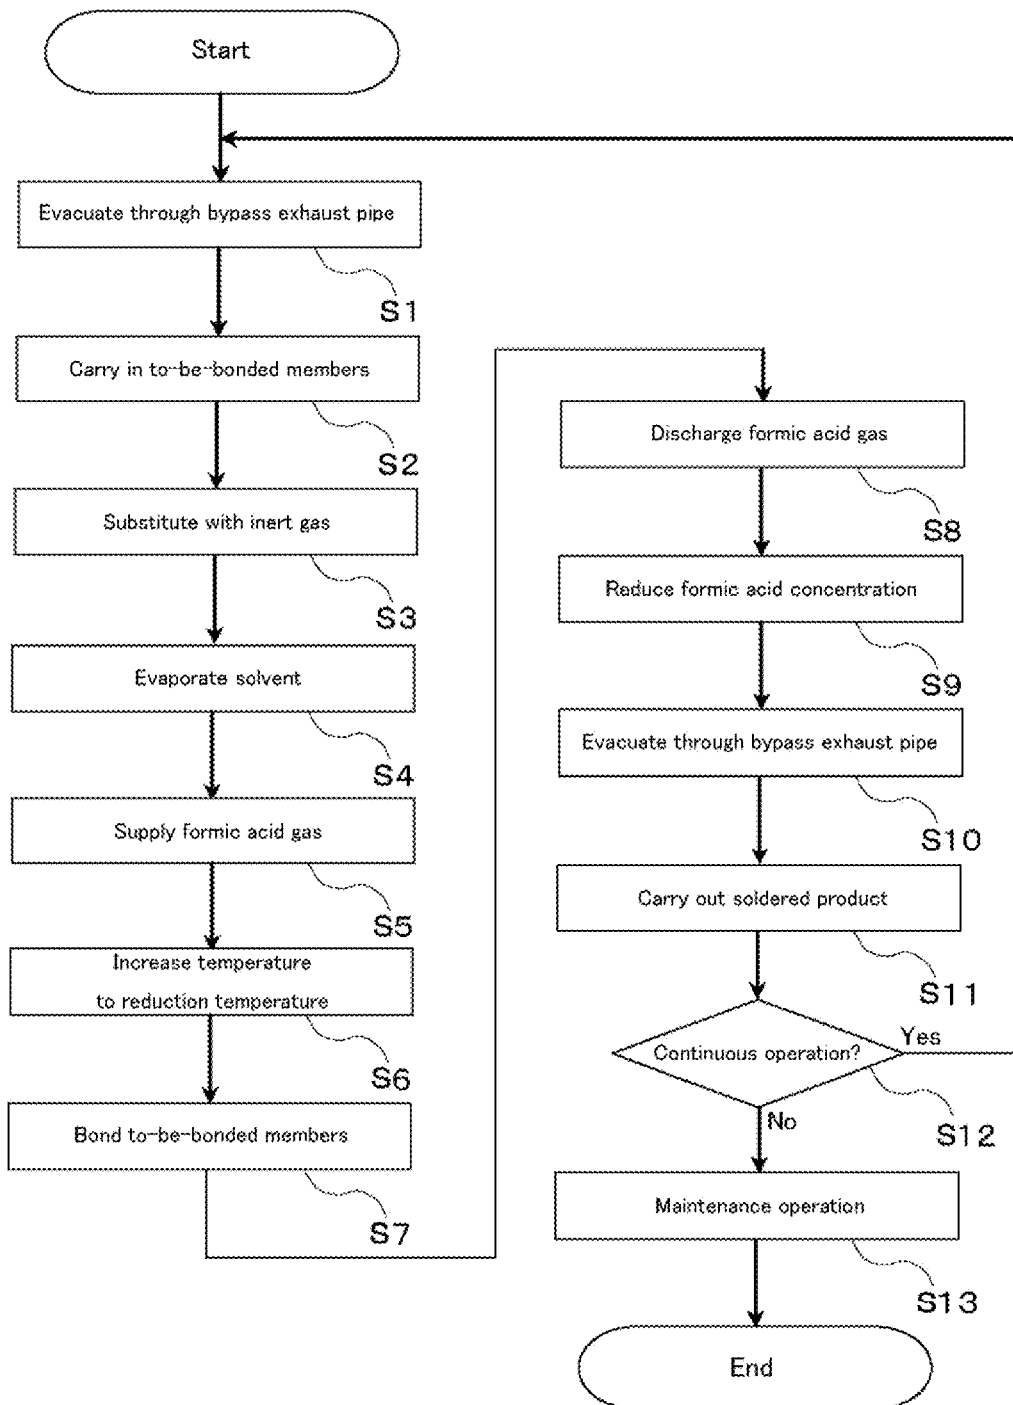 Start
Evacuate through bypass exhaust pipe
S1
Carry in to-be-bonded members
S2
Substitute with inert gas
S3
Evaporate solvent
S4
Supply formic acid gas
S5
Increase temperature
to reduction temperature
S6
Bond to-be-bonded members
S7
Discharge formic acid gas
S8
Reduce formic acid concentration
S9
Evacuate through bypass exhaust pipe
S10
Carry out soldered product
S11
Continuous operation?
Yes
S12
No
Maintenance operation
S13
End